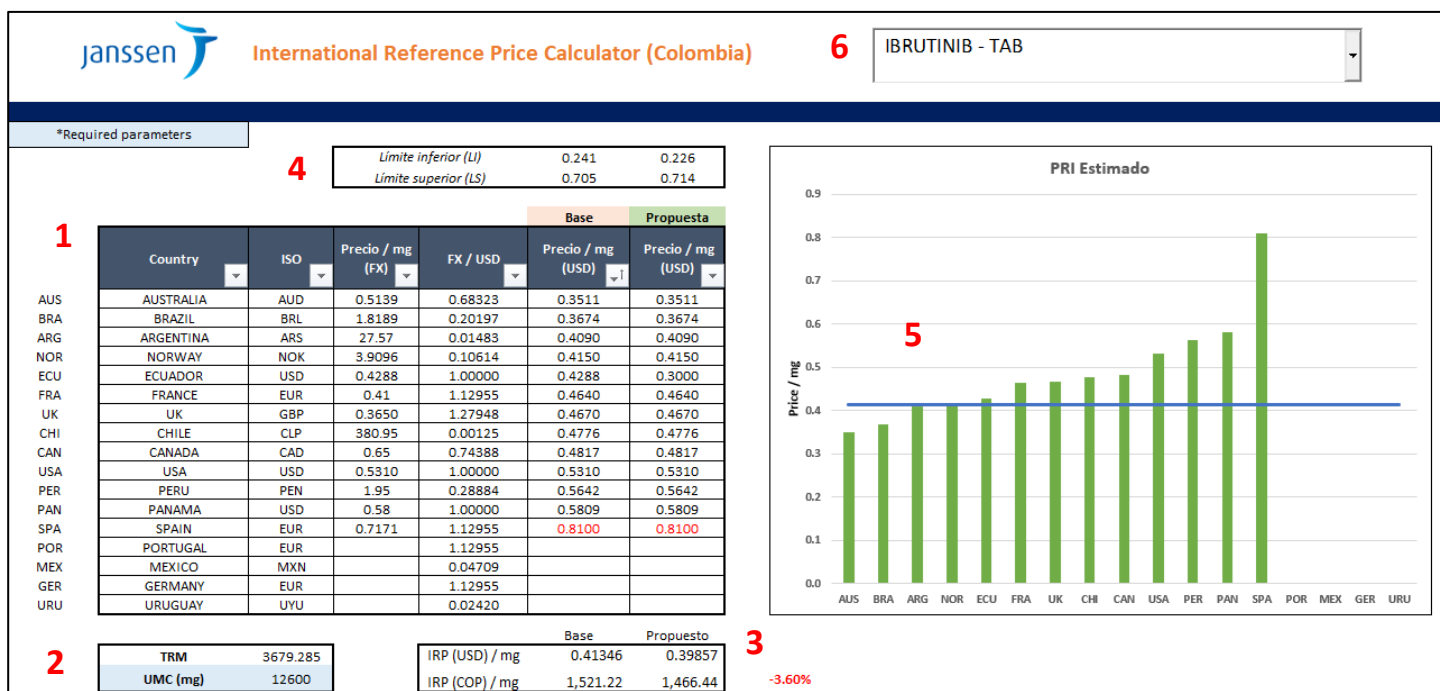 janssen
International Reference Price Calculator (Colombia)
6
IBRUTINIB - TAB
*Required parameters
4
Límite inferior (LI) 0.241 0.226
Límite superior (LS) 0.705 0.714
Base Propuesta
1
Country ISO Precio / mg (FX) FX / USD Precio / mg (USD) Precio / mg (USD)
AUS AUSTRALIA AUD 0.5139 0.68323 0.3511 0.3511
BRA BRAZIL BRL 1.8189 0.20197 0.3674 0.3674
ARG ARGENTINA ARS 27.57 0.01483 0.4090 0.4090
NOR NORWAY NOK 3.9096 0.10614 0.4150 0.4150
ECU ECUADOR USD 0.4288 1.00000 0.4288 0.3000
FRA FRANCE EUR 0.41 1.12955 0.4640 0.4640
UK UK GBP 0.3650 1.27948 0.4670 0.4670
CHI CHILE CLP 380.95 0.00125 0.4776 0.4776
CAN CANADA CAD 0.65 0.74388 0.4817 0.4817
USA USA USD 0.5310 1.00000 0.5310 0.5310
PER PERU PEN 1.95 0.28884 0.5642 0.5642
PAN PANAMA USD 0.58 1.00000 0.5809 0.5809
SPA SPAIN EUR 0.7171 1.12955 0.8100 0.8100
POR PORTUGAL EUR 1.12955
MEX MEXICO MXN 0.04709
GER GERMANY EUR 1.12955
URU URUGUAY UYU 0.02420
2
TRM 3679.285
UMC (mg) 12600
Base Propuesto
IRP (USD) / mg 0.41346 0.39857
IRP (COP) / mg 1,521.22 1,466.44
3
-3.60%
PRI Estimado
0.9
0.8
0.7
0.6
0.5
0.4
0.3
0.2
0.1
0.0
Price / mg
5
AUS BRA ARG NOR ECU FRA UK CHI CAN USA PER PAN SPA POR MEX GER URU